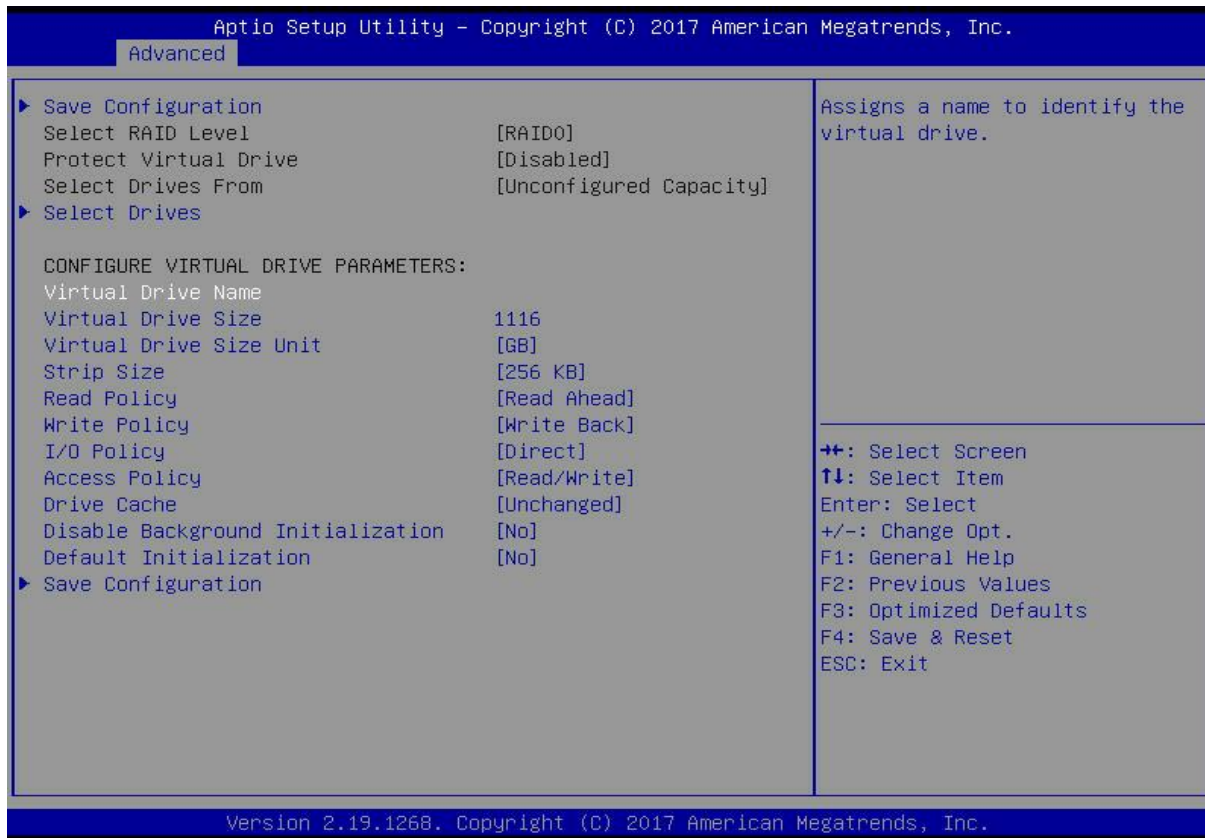 Aptio Setup Utility – Copyright (C) 2017 American Megatrends, Inc.
Advanced
Save Configuration
Select RAID Level [RAID0]
Protect Virtual Drive [Disabled]
Select Drives From [Unconfigured Capacity]
Select Drives
CONFIGURE VIRTUAL DRIVE PARAMETERS:
Virtual Drive Name
Virtual Drive Size 1116
Virtual Drive Size Unit [GB]
Strip Size [256 KB]
Read Policy [Read Ahead]
Write Policy [Write Back]
I/O Policy [Direct]
Access Policy [Read/Write]
Drive Cache [Unchanged]
Disable Background Initialization [No]
Default Initialization [No]
Save Configuration
Assigns a name to identify the
virtual drive.
→←: Select Screen
↑↓: Select Item
Enter: Select
+/-: Change Opt.
F1: General Help
F2: Previous Values
F3: Optimized Defaults
F4: Save & Reset
ESC: Exit
Version 2.19.1268. Copyright (C) 2017 American Megatrends, Inc.